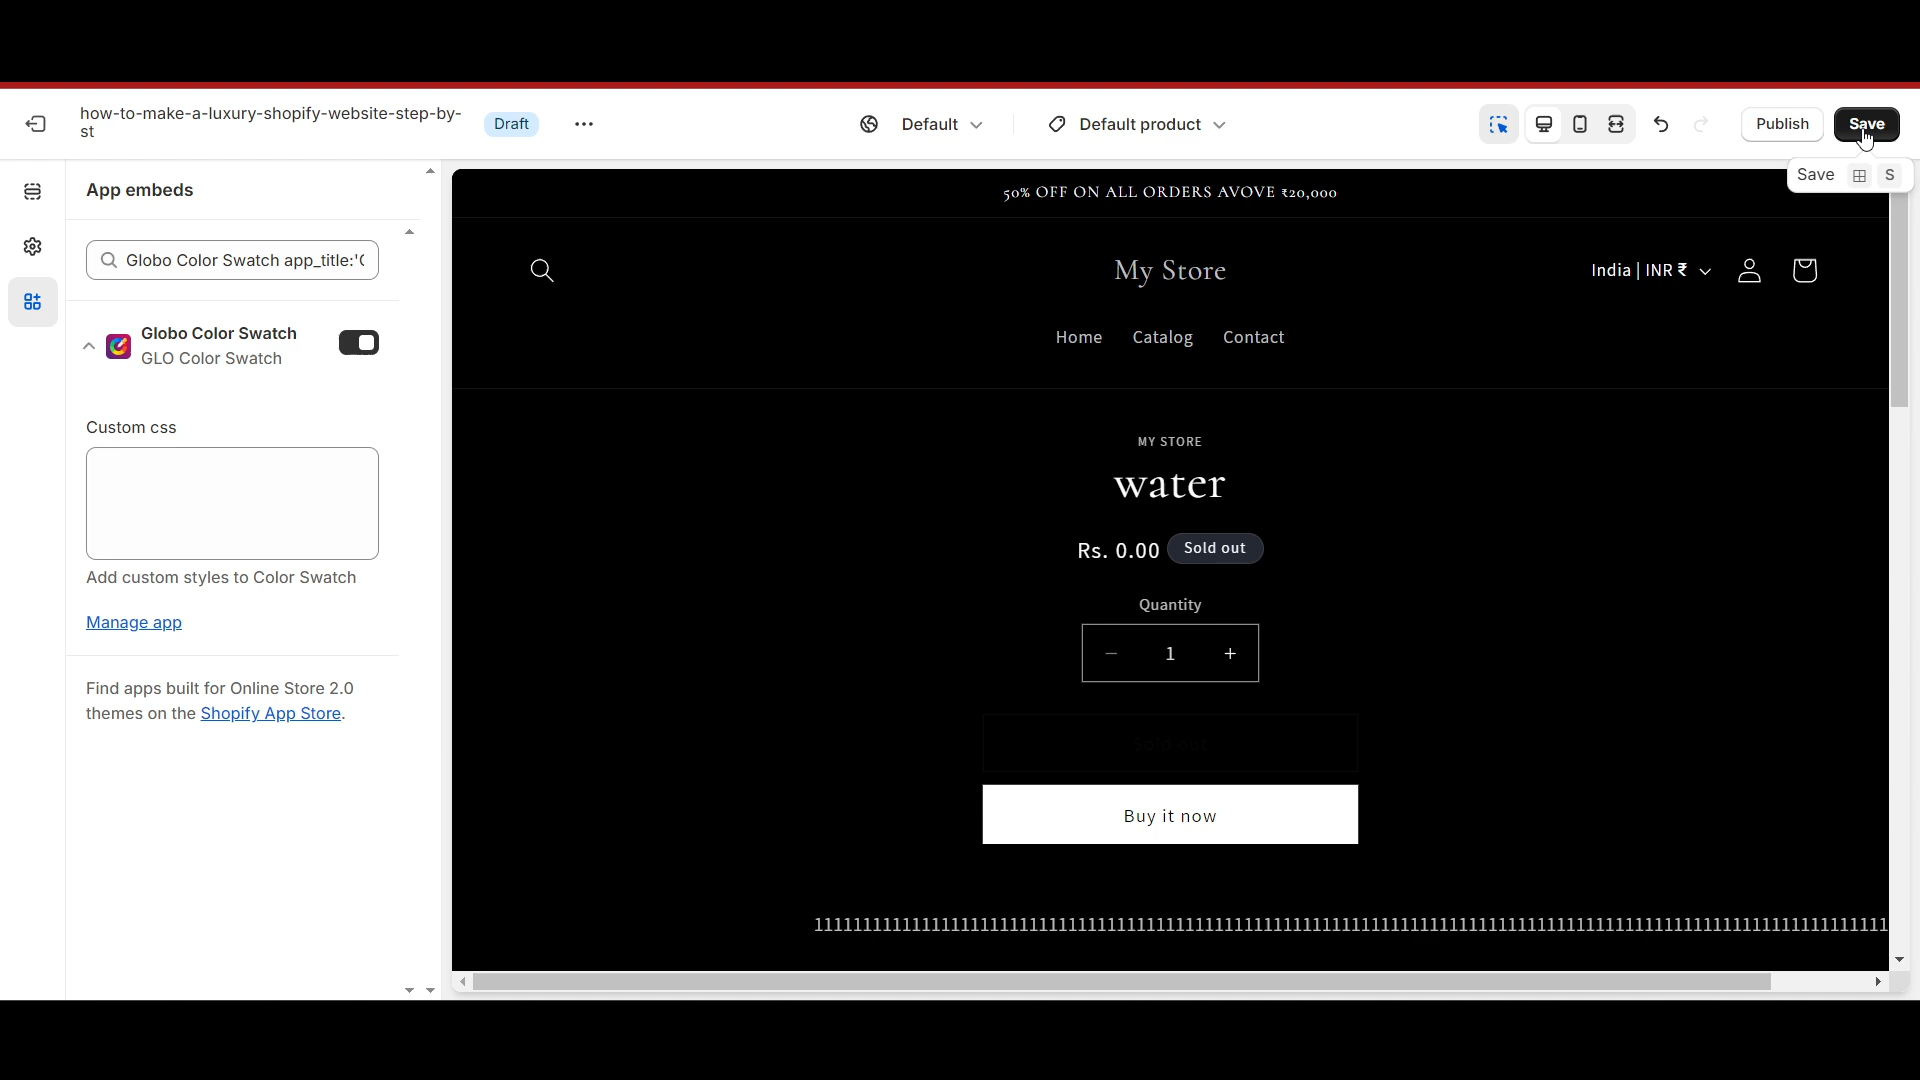 how-to-make-a-luxury-shopify-website-step-by-
st
Draft
Default
Default product
Publish
Save
Save
S
App embeds
Globo Color Swatch app_title:'(
Globo Color Swatch
GLO Color Swatch
Custom css
Add custom styles to Color Swatch
Manage app
Find apps built for Online Store 2.0
themes on the Shopify App Store.
50% OFF ON ALL ORDERS AVOVE ₹20,000
My Store
India | INR ₹
Home Catalog Contact
MY STORE
water
Rs. 0.00 Sold out
Quantity
1
Sold out
Buy it now